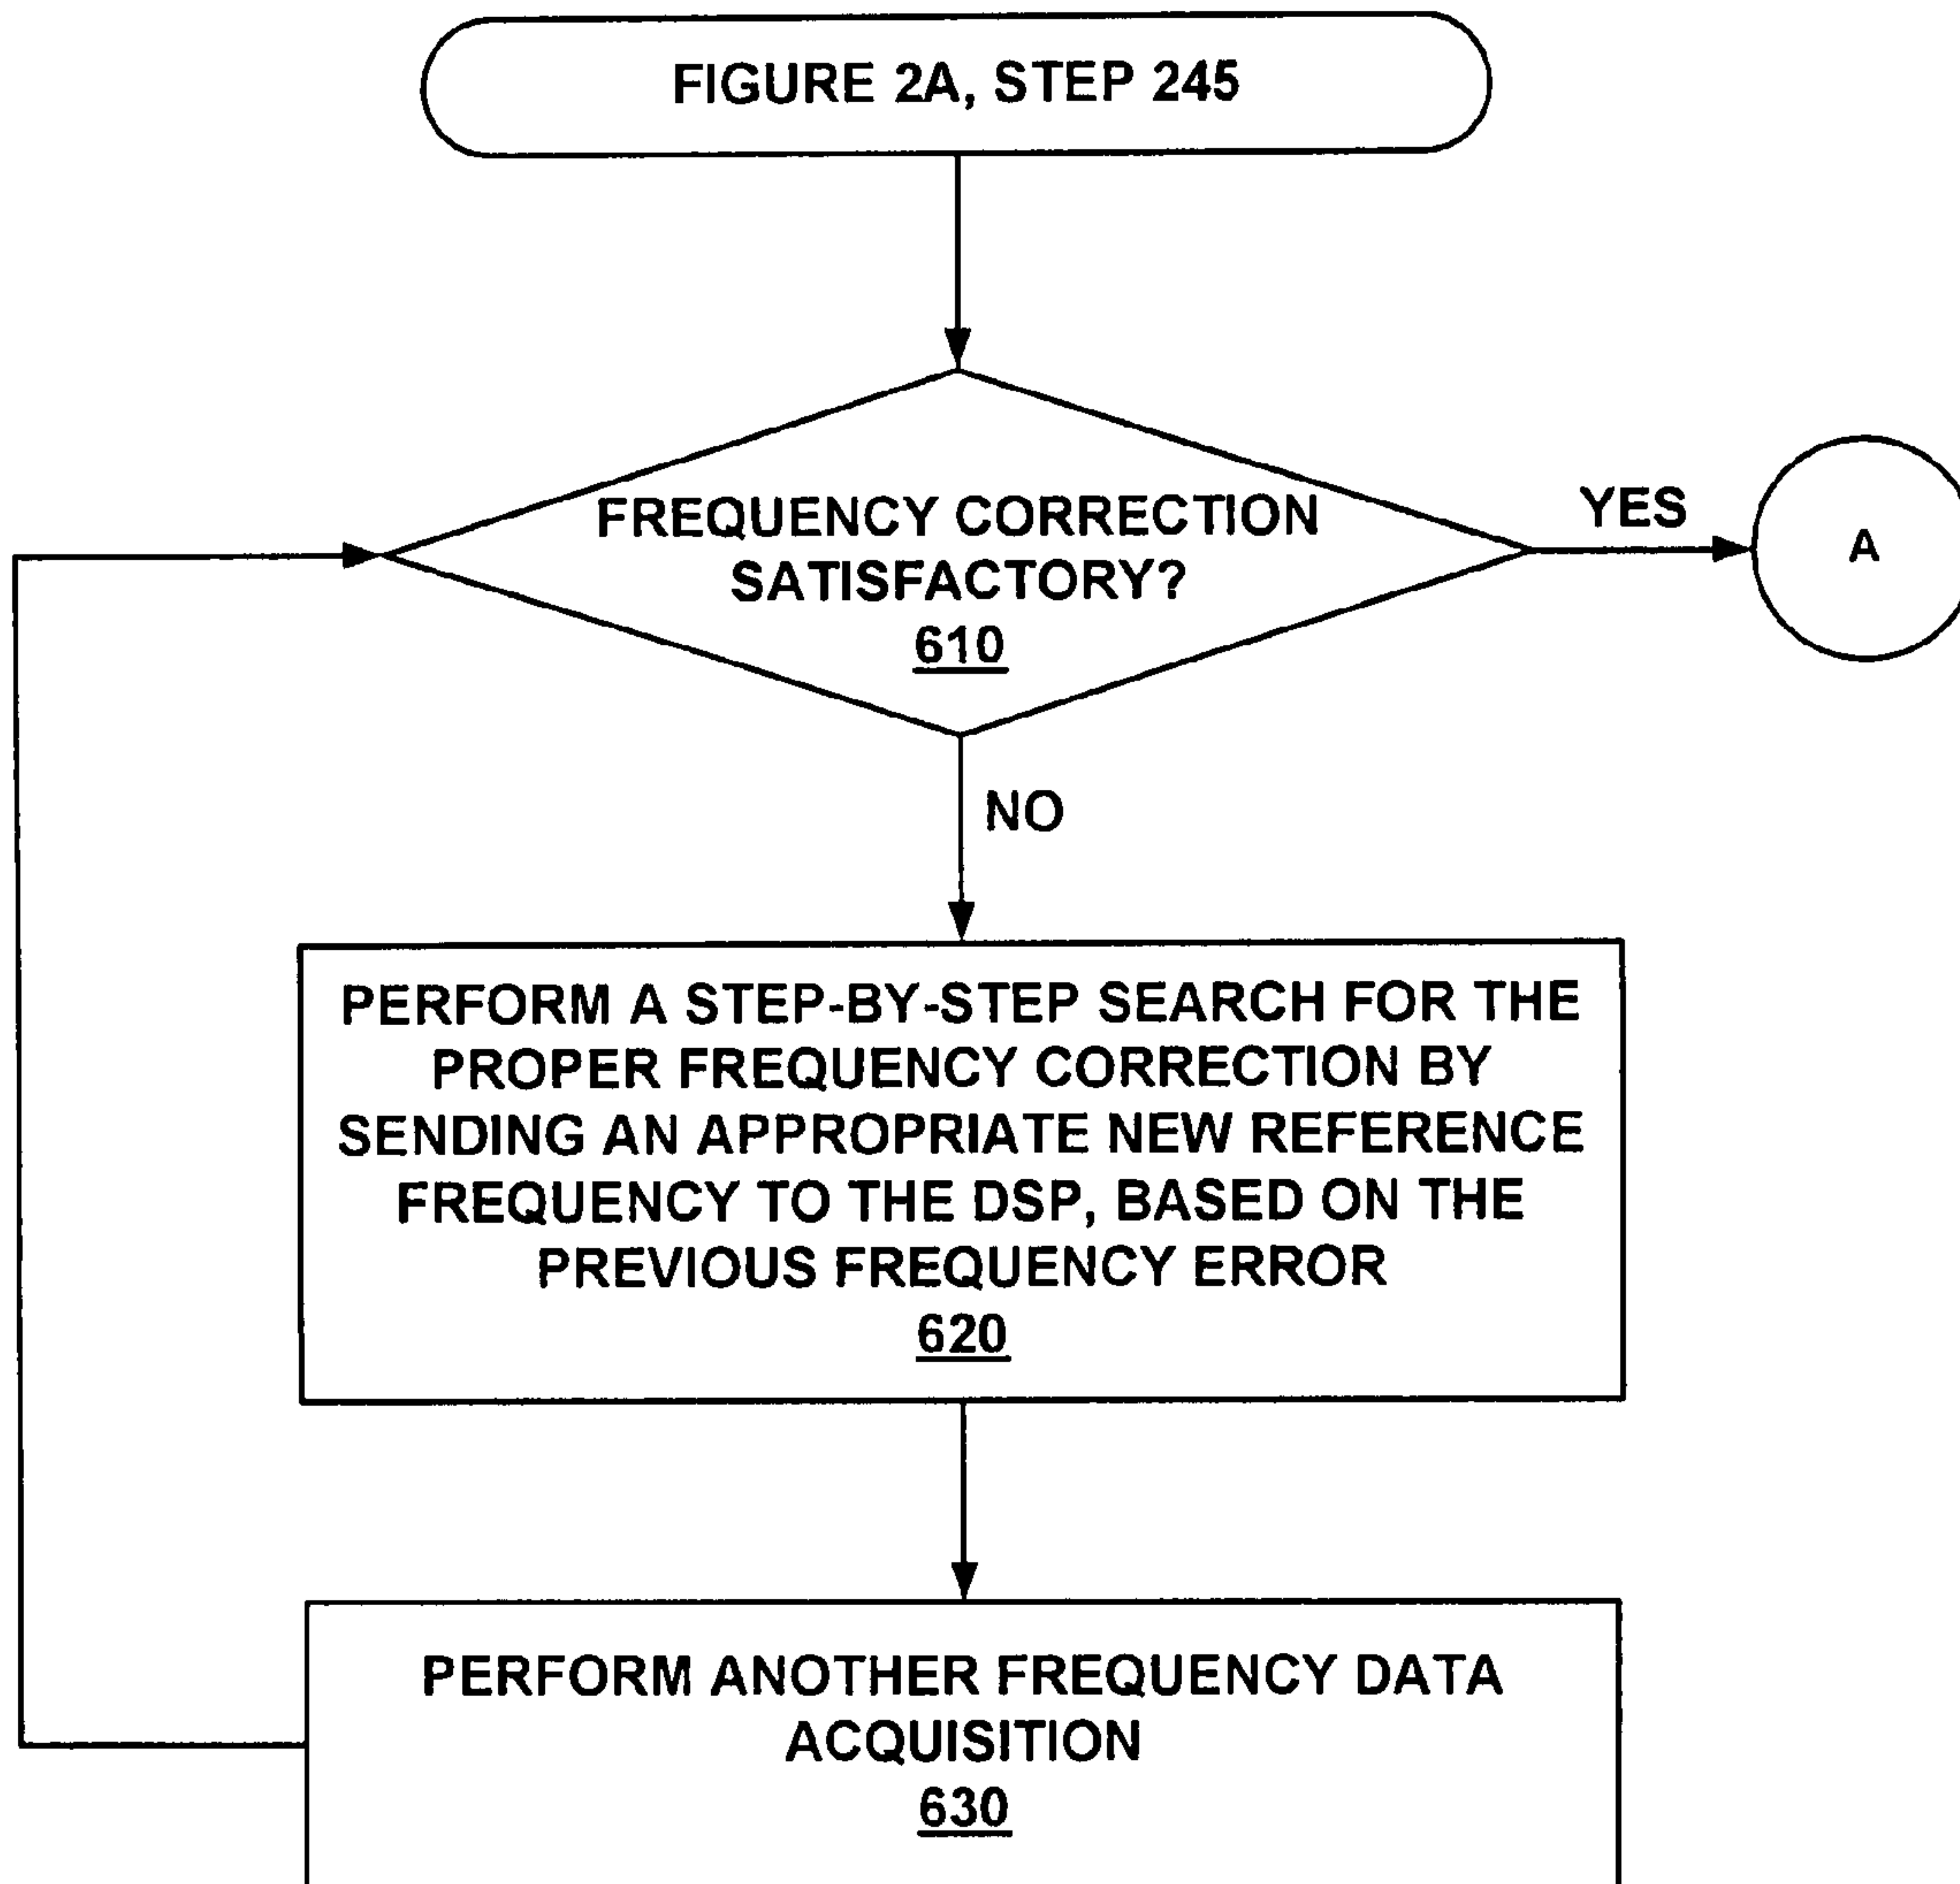 FIGURE 2A, STEP 245
FREQUENCY CORRECTION
SATISFACTORY?
610
YES
A
NO
PERFORM A STEP-BY-STEP SEARCH FOR THE
PROPER FREQUENCY CORRECTION BY
SENDING AN APPROPRIATE NEW REFERENCE
FREQUENCY TO THE DSP, BASED ON THE
PREVIOUS FREQUENCY ERROR
620
PERFORM ANOTHER FREQUENCY DATA
ACQUISITION
630